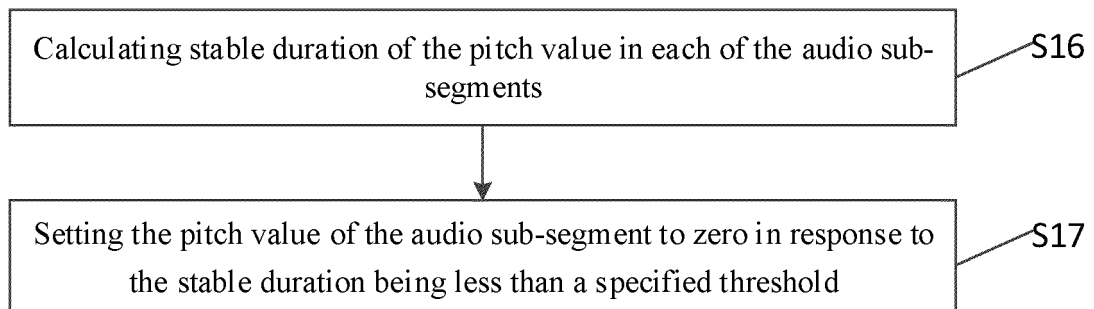 Calculating stable duration of the pitch value in each of the audio sub-
segments
S16
Setting the pitch value of the audio sub-segment to zero in response to
the stable duration being less than a specified threshold
S17